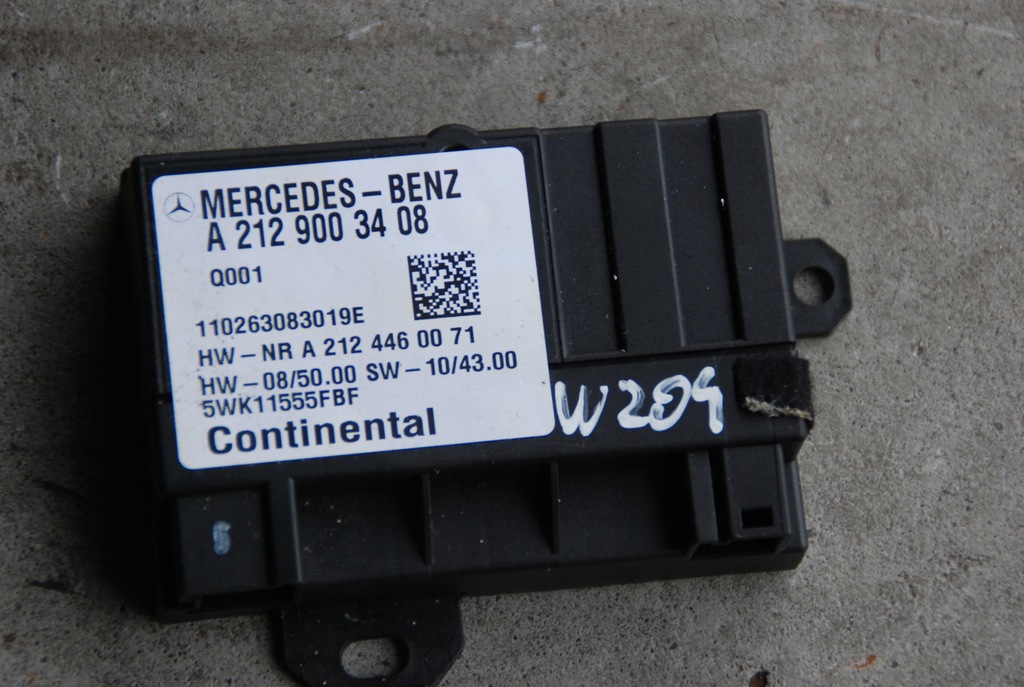 MERCEDES-BENZ
A 212 900 34 08
Q001
110263083019E
HW-NR A 212 446 00 71
HW-08/50.00 SW-10/43.00
5WK11555FBF
Continental
W204